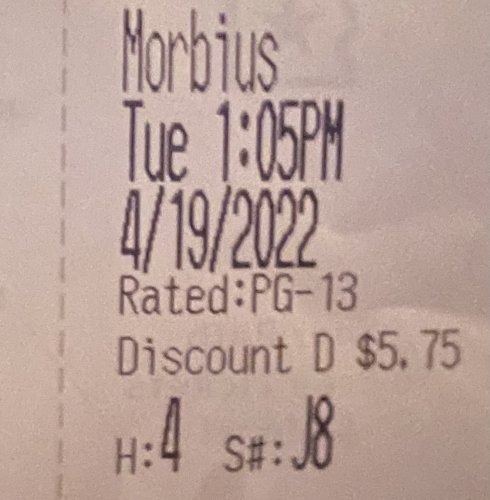 Morbius
Tue 1:05PM
4/19/2022
Rated:PG-13
Discount D $5.75
H:4 S#:J8